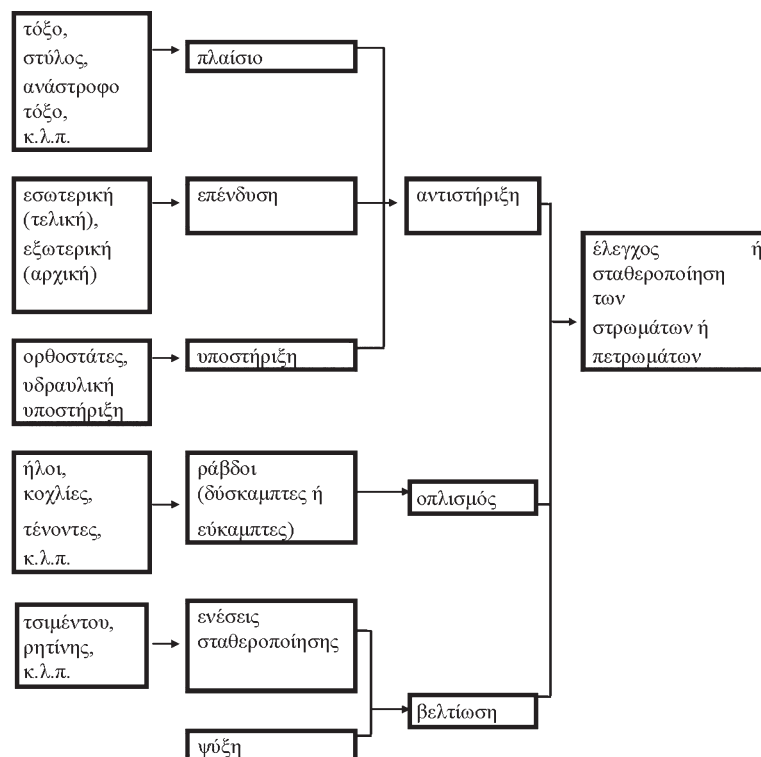 τόξο,
στύλος,
ανάστροφο
τόξο,
κ.λ.π.
πλαίσιο
εσωτερική
(τελική),
εξωτερική
(αρχική)
επένδυση
αντιστήριξη
έλεγχος ή
σταθεροποίηση
των
στρωμάτων ή
πετρωμάτων
ορθοστάτες,
υδραυλική
υποστήριξη
υποστήριξη
ήλοι,
κοχλίες,
τένοντες,
κ.λ.π.
ράβδοι
(δύσκαμπτες ή
εύκαμπτες)
οπλισμός
τσιμέντου,
ρητίνης,
κ.λ.π.
ενέσεις
σταθεροποίησης
βελτίωση
ψύξη